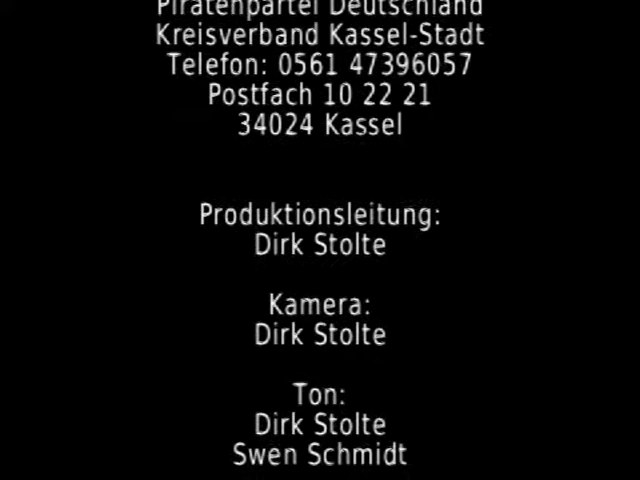 Piratenpartei Deutschland
Kreisverband Kassel-Stadt
Telefon: 0561 47396057
Postfach 10 22 21
34024 Kassel
Produktionsleitung:
Dirk Stolte
Kamera:
Dirk Stolte
Ton:
Dirk Stolte
Swen Schmidt